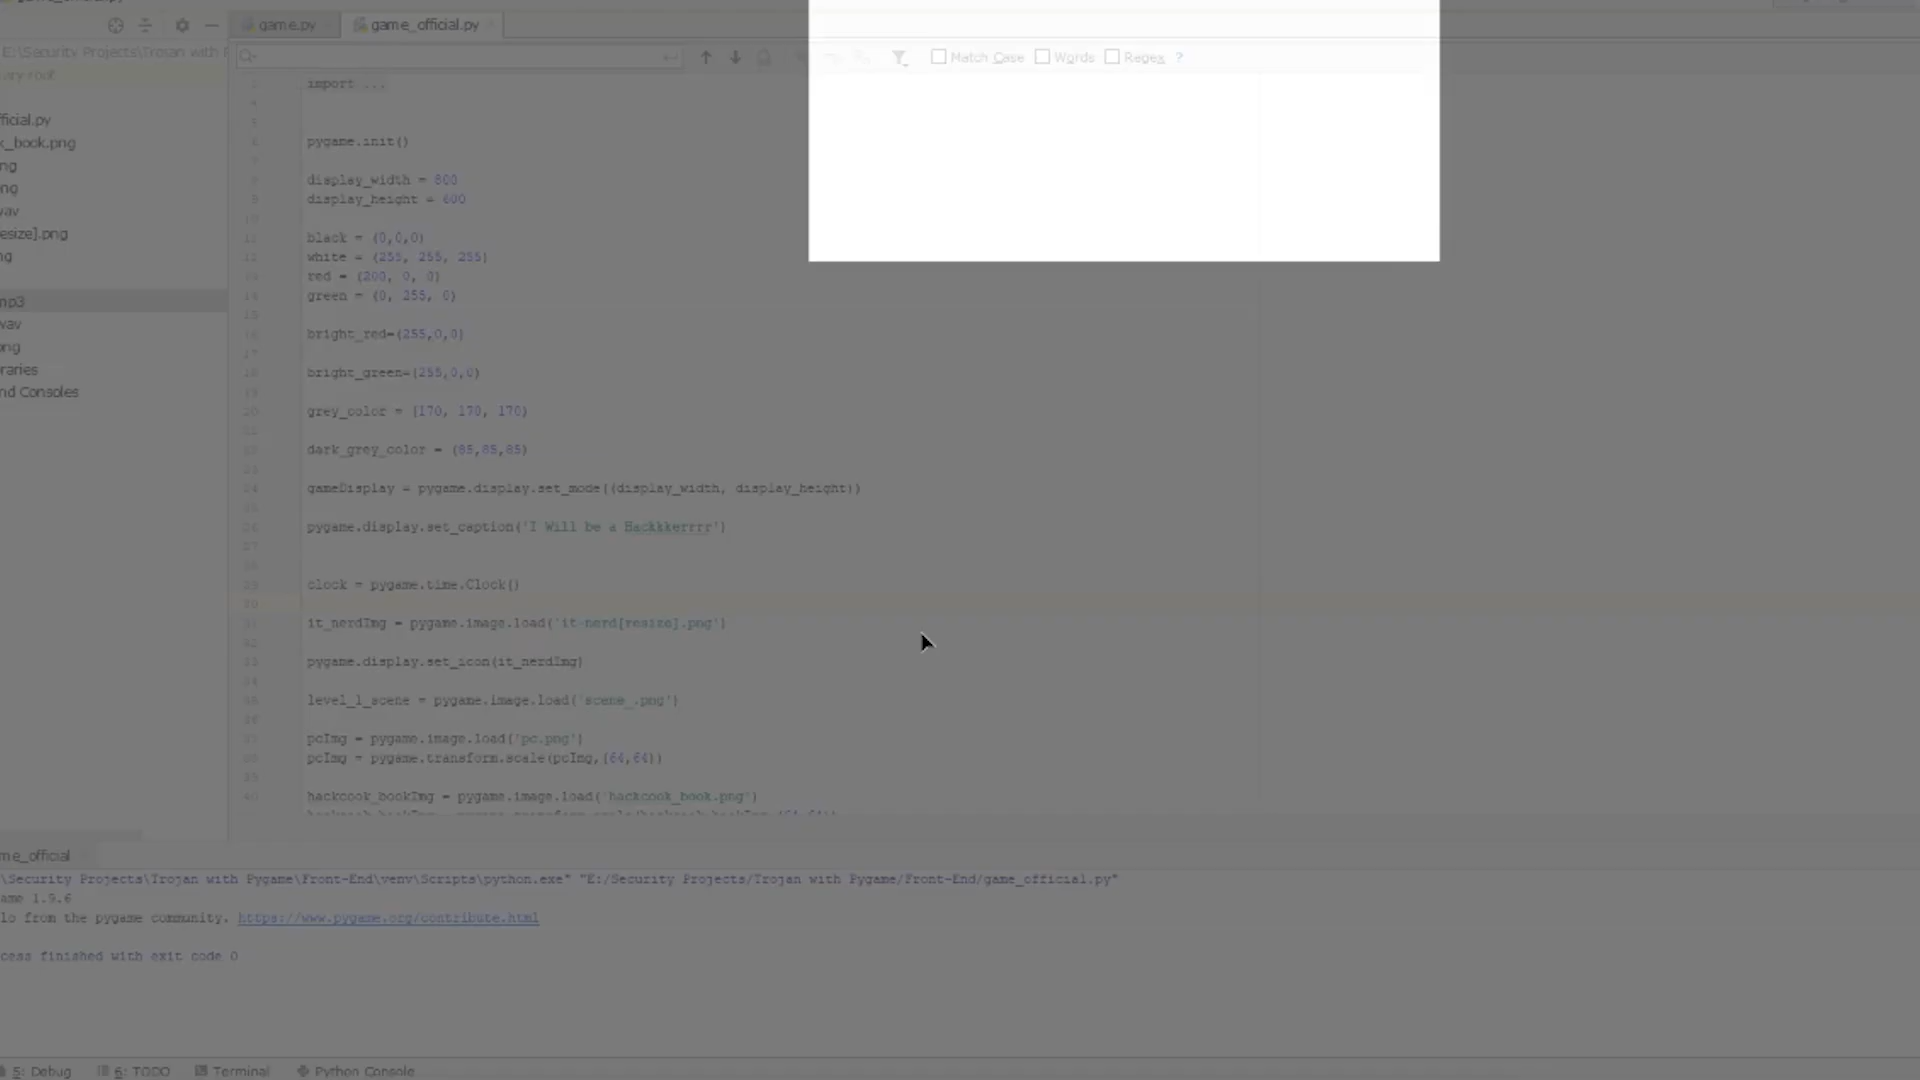 game.py
game_official.py
E:\Security Projects\Trosan with
ary root
Match Case
Words
Regex
?
fficial.py
k_book.png
ng
ng
wav
esize].png
ng
mp3
wav
png
raries
nd Consoles
import ...
pygame.init()
display_width = 800
display_height = 600
black = (0,0,0)
white = (255, 255, 255)
red = (200, 0, 0)
green = (0, 255, 0)
bright_red=(255,0,0)
bright_green=(255,0,0)
grey_color = (170, 170, 170)
dark_grey_color = (85,85,85)
gameDisplay = pygame.display.set_mode((display_width, display_height))
pygame.display.set_caption('I Will be a Hackkkerrrr')
clock = pygame.time.Clock()
it_nerdImg = pygame.image.load('it-nerd[resize].png')
pygame.display.set_icon(it_nerdImg)
level_1_scene = pygame.image.load('scene_.png')
pcImg = pygame.image.load('pc.png')
pcImg = pygame.transform.scale(pcImg,(64,64))
hackcook_bookImg = pygame.image.load('hackcook_book.png')
me_official
\Security Projects\Trojan with Pygame\Front-End\venv\Scripts\python.exe" "E:/Security Projects/Trojan with Pygame/Front-End/game_official.py"
ame 1.9.6
lo from the pygame community. https://www.pygame.org/contribute.html
cess finished with exit code 0
5: Debug
6: TODO
Terminal
Python Console